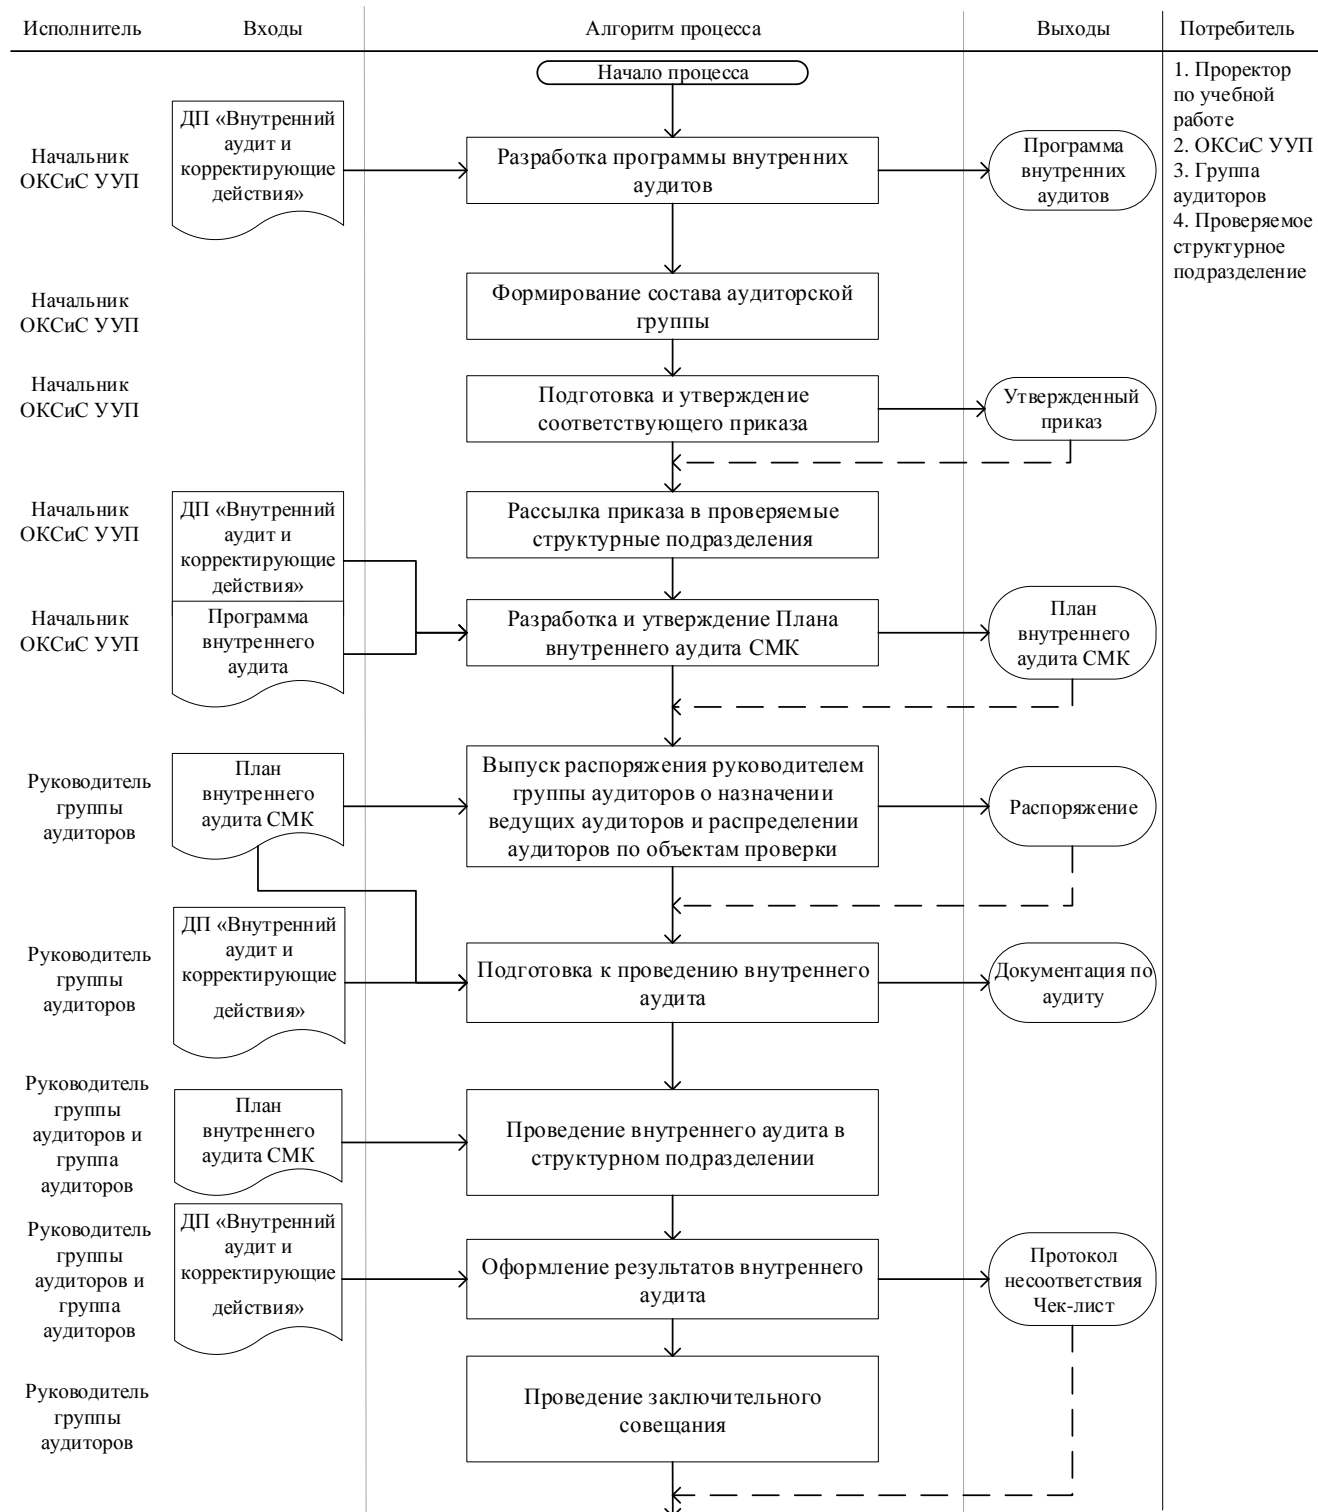 Исполнитель
Входы
Алгоритм процесса
Выходы
Потребитель
Начало процесса
1. Проректор
по учебной
работе
2. ОКСиС УУП
3. Группа
аудиторов
4. Проверяемое
структурное
подразделение
Начальник
ОКСиС УУП
ДП «Внутренний
аудит и
корректирующие
действия»
Разработка программы внутренних
аудитов
Программа
внутренних
аудитов
Начальник
ОКСиС УУП
Формирование состава аудиторской
группы
Начальник
ОКСиС УУП
Подготовка и утверждение
соответствующего приказа
Утвержденный
приказ
Начальник
ОКСиС УУП
ДП «Внутренний
аудит и
корректирующие
действия»
Рассылка приказа в проверяемые
структурные подразделения
Начальник
ОКСиС УУП
Программа
внутреннего
аудита
Разработка и утверждение Плана
внутреннего аудита СМК
План
внутреннего
аудита СМК
Руководитель
группы
аудиторов
План
внутреннего
аудита СМК
Выпуск распоряжения руководителем
группы аудиторов о назначении
ведущих аудиторов и распределении
аудиторов по объектам проверки
Распоряжение
Руководитель
группы
аудиторов
ДП «Внутренний
аудит и
корректирующие
действия»
Подготовка к проведению внутреннего
аудита
Документация по
аудиту
Руководитель
группы
аудиторов и
группа
аудиторов
План
внутреннего
аудита СМК
Проведение внутреннего аудита в
структурном подразделении
Руководитель
группы
аудиторов и
группа
аудиторов
ДП «Внутренний
аудит и
корректирующие
действия»
Оформление результатов внутреннего
аудита
Протокол
несоответствия
Чек-лист
Руководитель
группы
аудиторов
Проведение заключительного
совещания